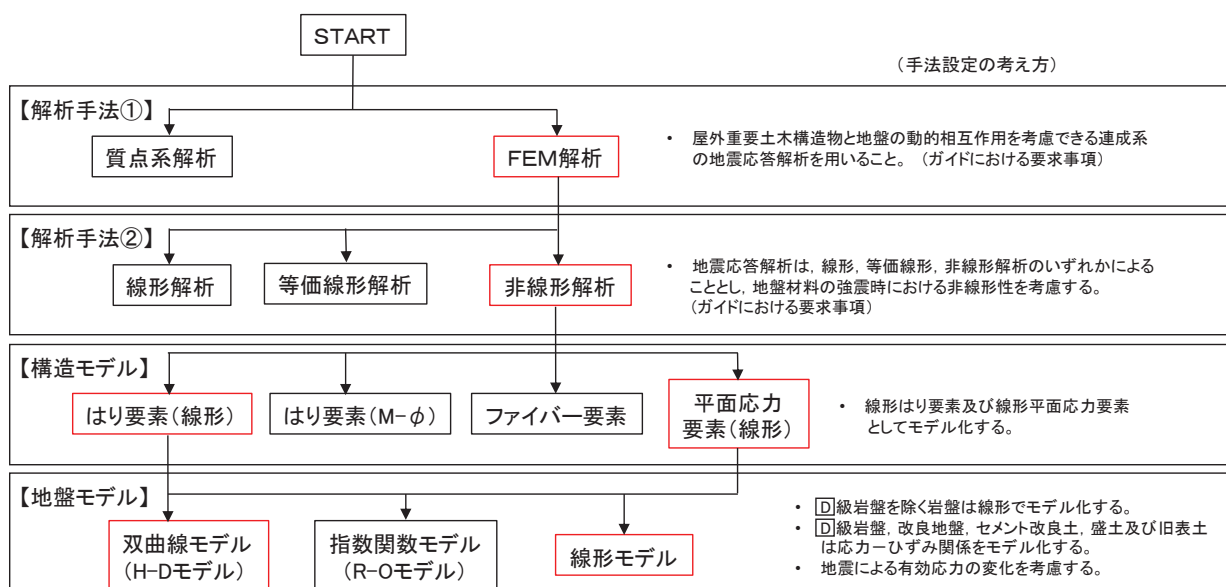 START
（手法設定の考え方）
【解析手法①】
質点系解析
FEM解析
・ 屋外重要土木構造物と地盤の動的相互作用を考慮できる連成系
の地震応答解析を用いること。（ガイドにおける要求事項）
【解析手法②】
線形解析
等価線形解析
非線形解析
・ 地震応答解析は，線形，等価線形，非線形解析のいずれかによる
こととし，地盤材料の強震時における非線形性を考慮する。
（ガイドにおける要求事項）
【構造モデル】
はり要素（線形）
はり要素（M-φ）
ファイバー要素
平面応力
要素（線形）
・ 線形はり要素及び線形平面応力要素
としてモデル化する。
【地盤モデル】
双曲線モデル
（H-Dモデル）
指数関数モデル
（R-Oモデル）
線形モデル
・ D級岩盤を除く岩盤は線形でモデル化する。
・ D級岩盤，改良地盤，セメント改良土，盛土及び旧表土
は応力ーひずみ関係をモデル化する。
・ 地震による有効応力の変化を考慮する。